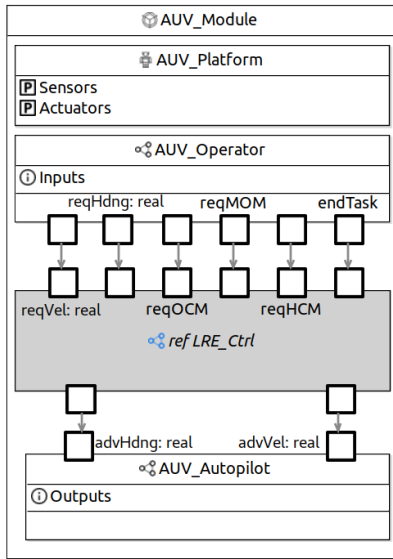 AUV_Module
AUV_Platform
P Sensors
P Actuators
AUV_Operator
i Inputs
reqHdng: real reqMOM endTask
reqVel: real reqOCM reqHCM
ref LRE_Ctrl
advHdng: real advVel: real
AUV_Autopilot
i Outputs